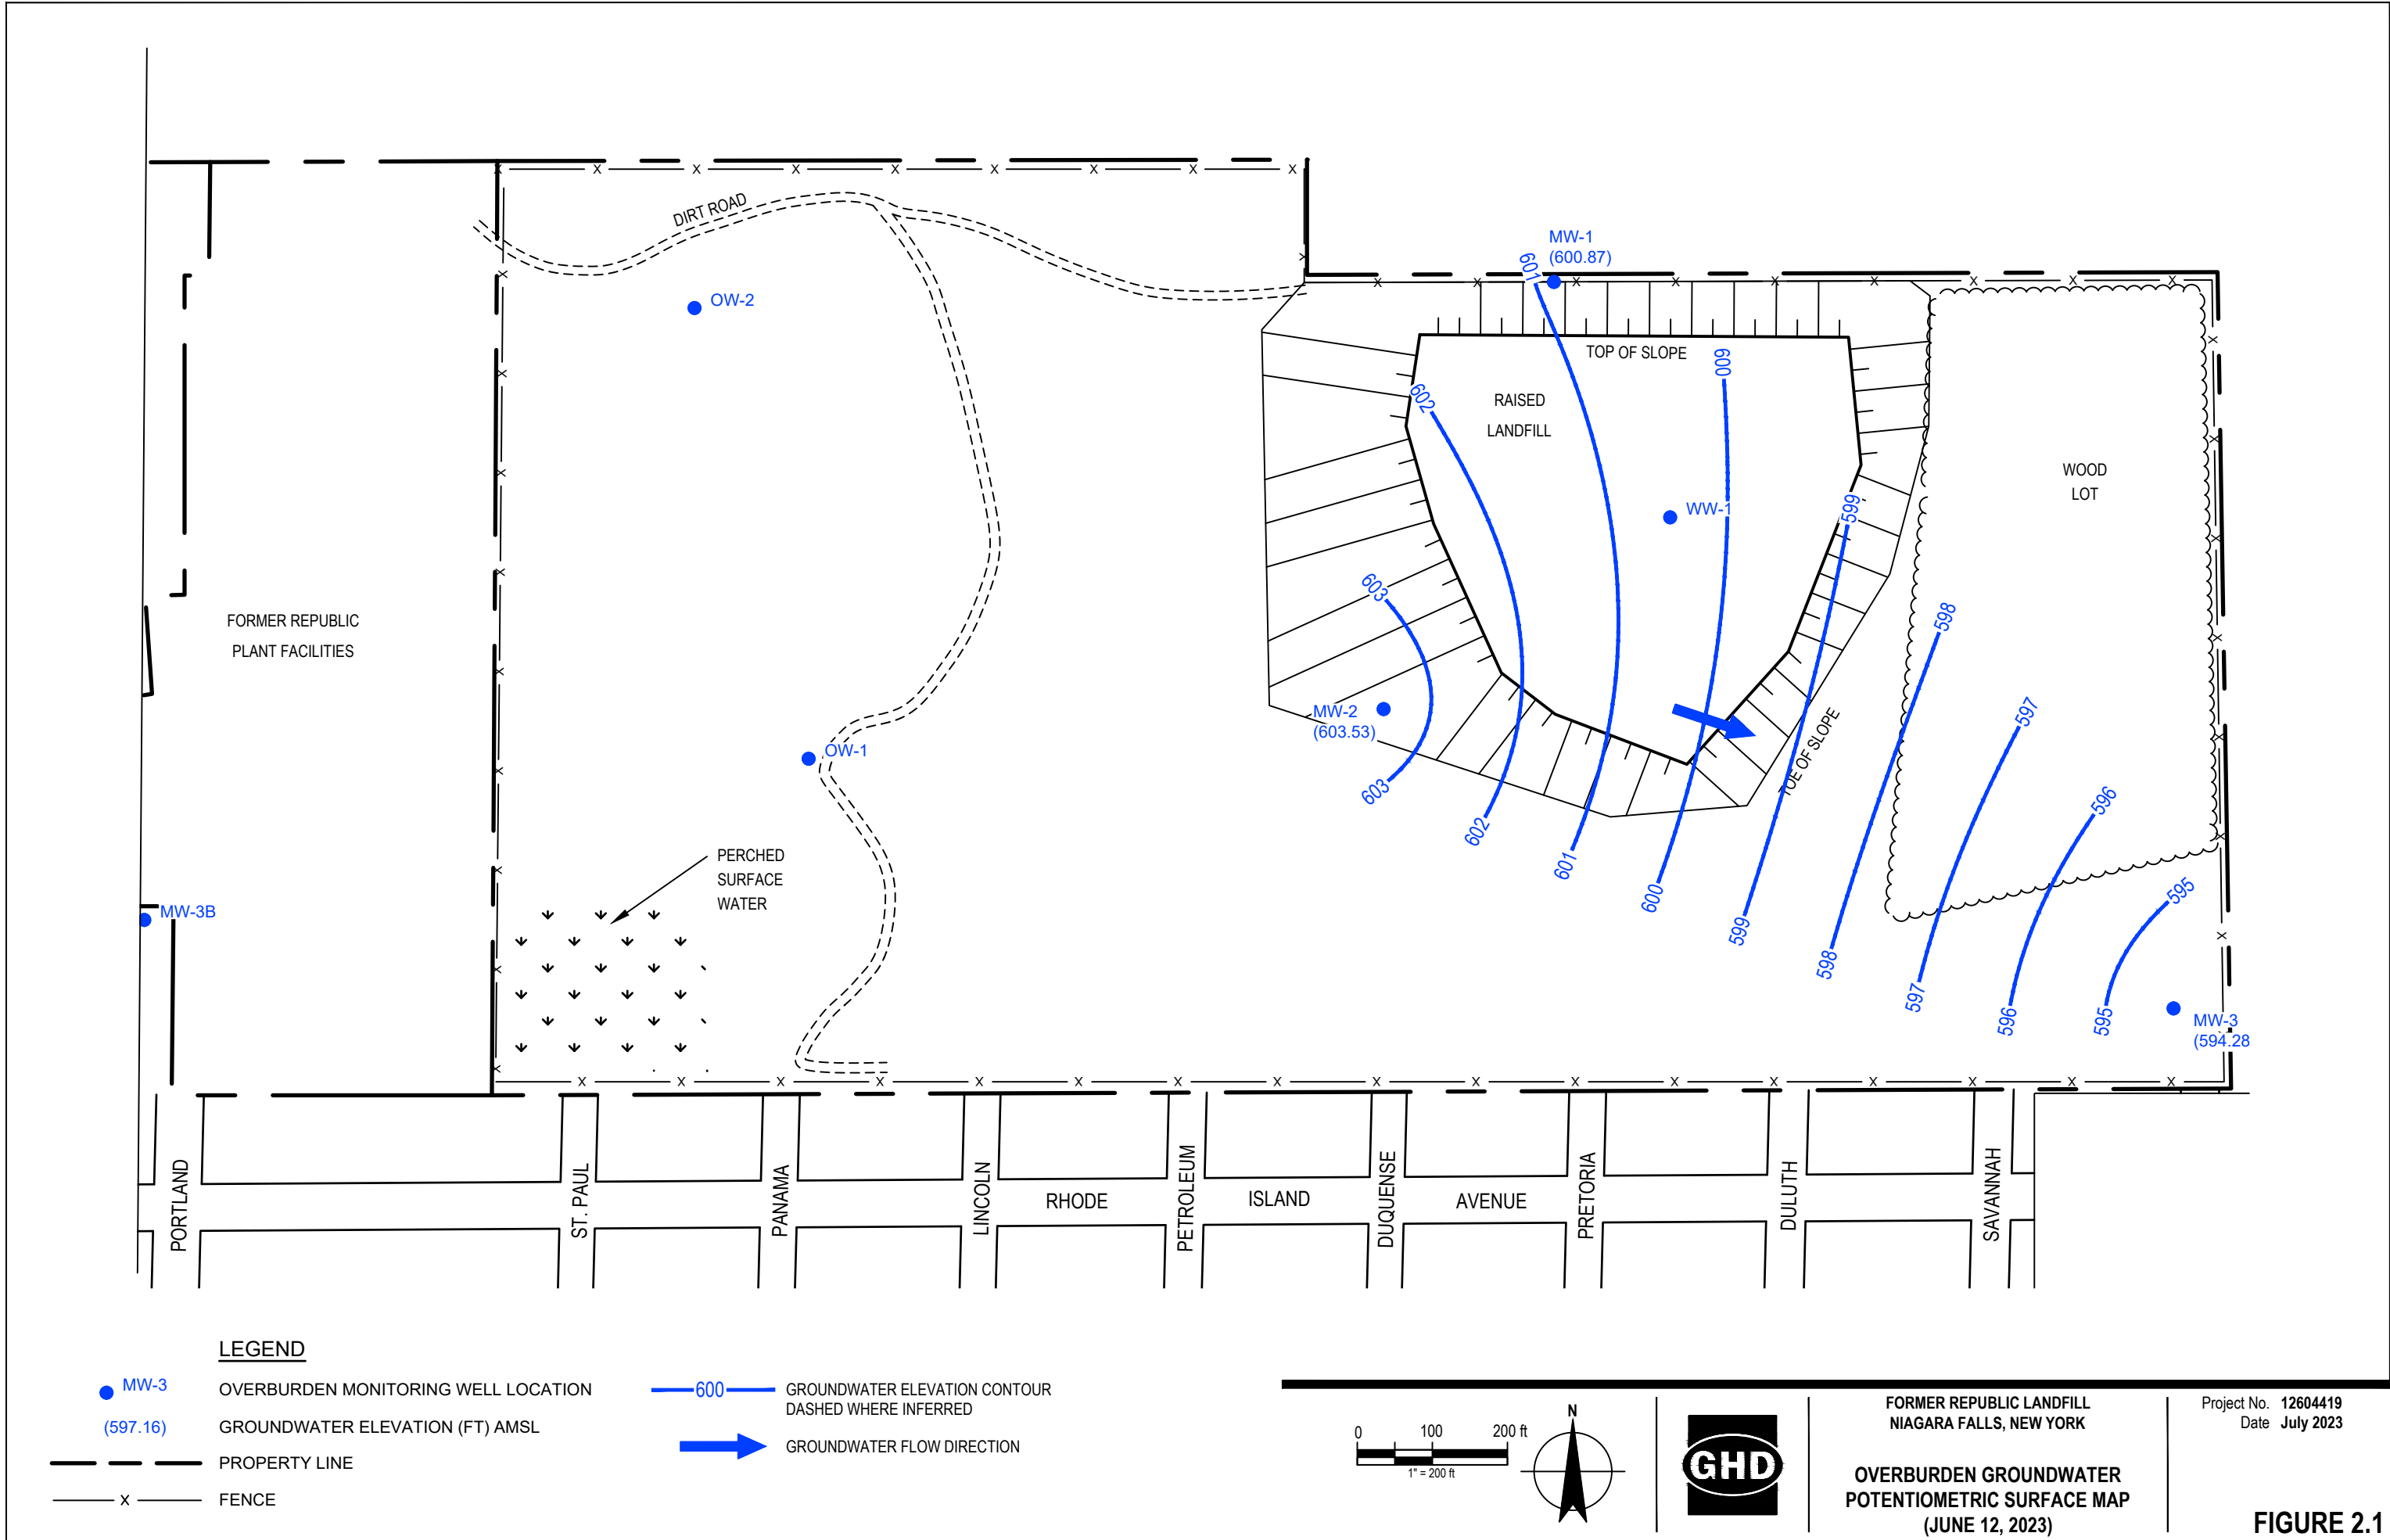 DIRT ROAD
OW-2
MW-1
(600.87)
601
TOP OF SLOPE
600
RAISED
LANDFILL
602
WOOD
LOT
WW-1
599
603
598
FORMER REPUBLIC
PLANT FACILITIES
MW-2
(603.53)
TOE OF SLOPE
597
OW-1
603
602
596
601
PERCHED
SURFACE
WATER
600
595
MW-3B
599
598
597
596
595
MW-3
(594.28
PORTLAND
ST. PAUL
PANAMA
LINCOLN
RHODE
PETROLEUM
ISLAND
DUQUENSE
AVENUE
PRETORIA
DULUTH
SAVANNAH
LEGEND
MW-3
OVERBURDEN MONITORING WELL LOCATION
(597.16)
GROUNDWATER ELEVATION (FT) AMSL
PROPERTY LINE
X
FENCE
600
GROUNDWATER ELEVATION CONTOUR
DASHED WHERE INFERRED
GROUNDWATER FLOW DIRECTION
0 100 200 ft
1" = 200 ft
N
GHD
FORMER REPUBLIC LANDFILL
NIAGARA FALLS, NEW YORK
OVERBURDEN GROUNDWATER
POTENTIOMETRIC SURFACE MAP
(JUNE 12, 2023)
Project No. 12604419
Date July 2023
FIGURE 2.1